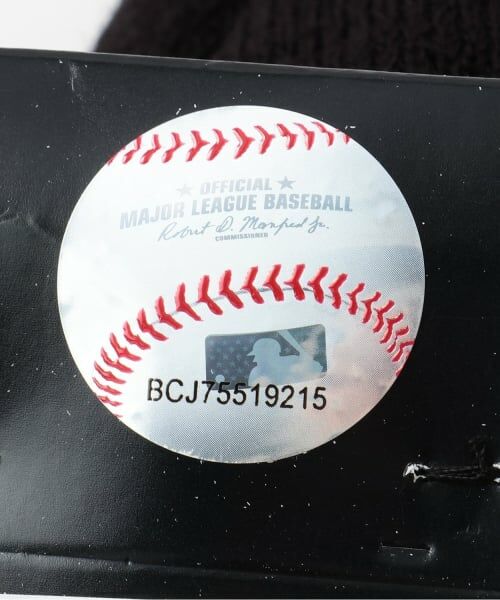 ★ OFFICIAL ★
MAJOR LEAGUE BASEBALL
Robert D. Manfred Jr.
COMMISSIONER
BCJ75519215